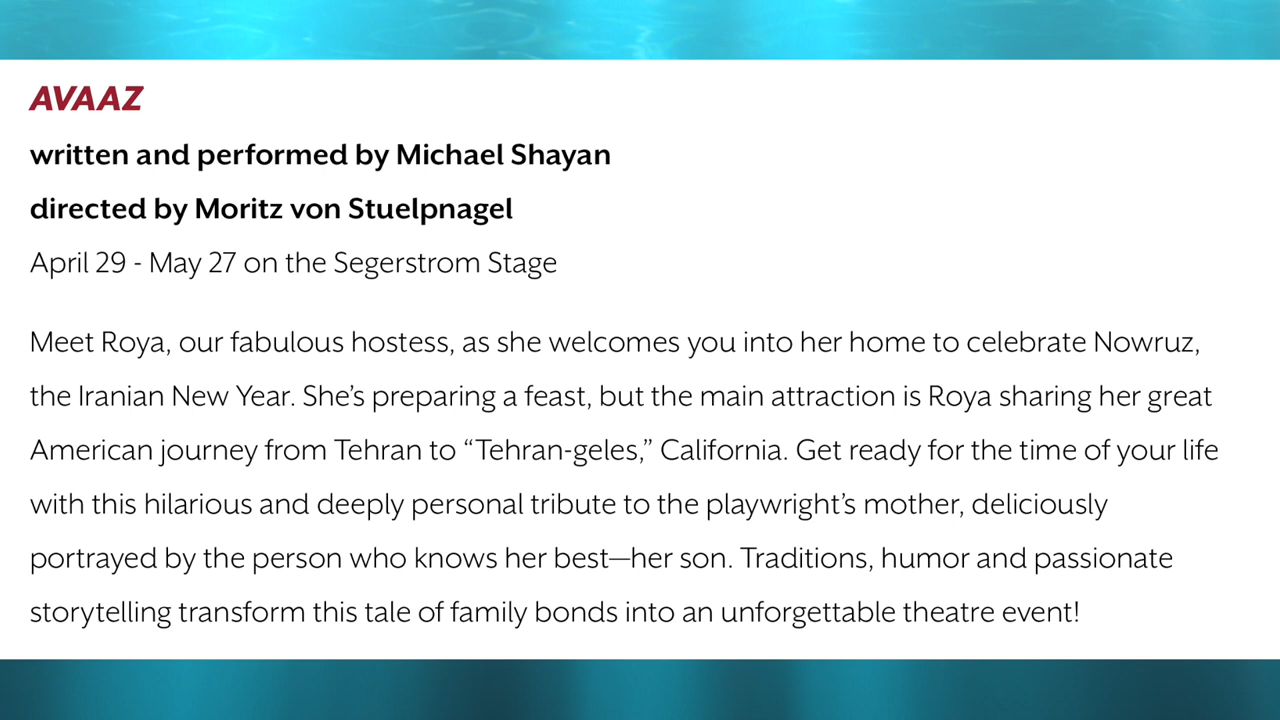 AVAAZ
written and performed by Michael Shayan
directed by Moritz von Stuelpnagel
April 29 - May 27 on the Segerstrom Stage
Meet Roya, our fabulous hostess, as she welcomes you into her home to celebrate Nowruz,
the Iranian New Year. She’s preparing a feast, but the main attraction is Roya sharing her great
American journey from Tehran to “Tehran-geles,” California. Get ready for the time of your life
with this hilarious and deeply personal tribute to the playwright’s mother, deliciously
portrayed by the person who knows her best—her son. Traditions, humor and passionate
storytelling transform this tale of family bonds into an unforgettable theatre event!